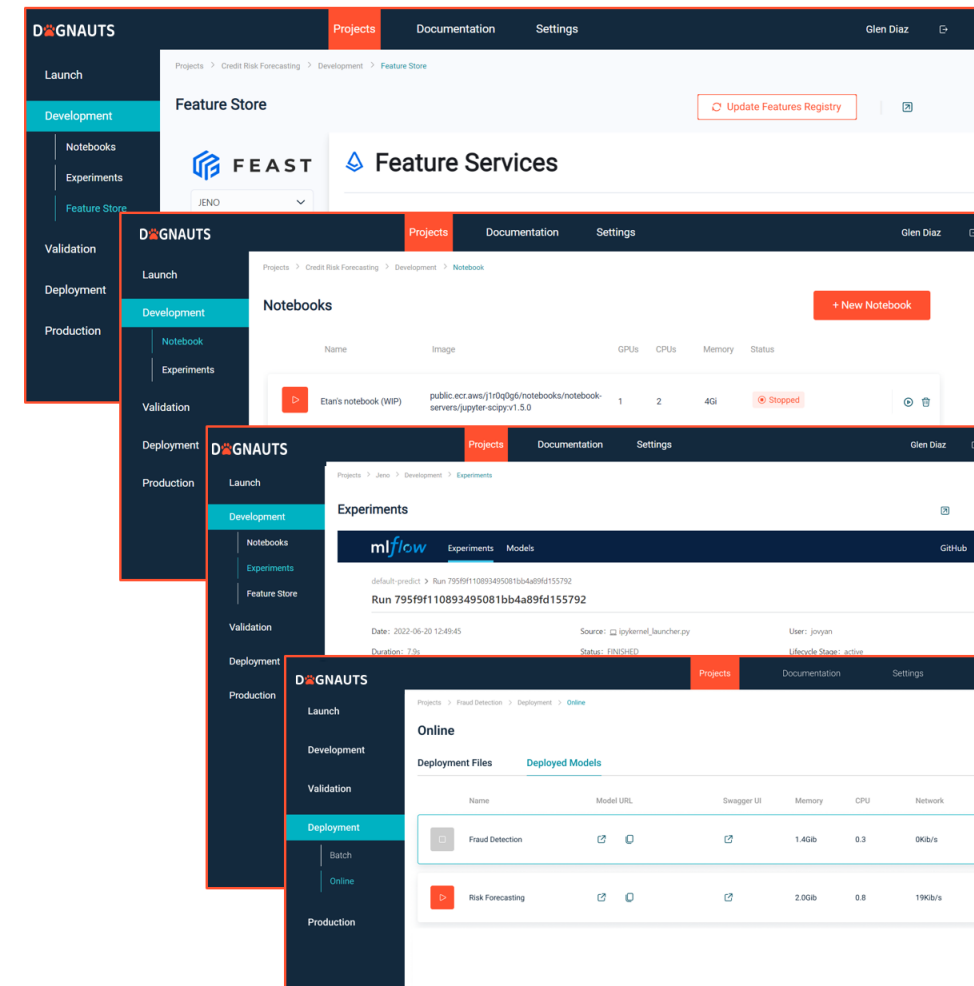 DOGNAUTS Projects Documentation Settings Glen Diaz
Launch
Projects > Credit Risk Forecasting > Development > Feature Store
Feature Store
Update Features Registry
Development
Notebooks
FEAST
Feature Services
Experiments
JENO
Feature Store
Validation
Deployment
Production
DOGNAUTS Projects Documentation Settings Glen Diaz
Launch
Projects > Credit Risk Forecasting > Development > Notebook
Notebooks
+ New Notebook
Development
Notebook
Experiments
Validation
Deployment
Production
Name Image GPUs CPUs Memory Status
Etan's notebook (WIP) public.ecr.aws/j1r0q0g6/notebooks/notebook- 1 2 4Gi Stopped
servers/jupyter-scipy:v1.5.0
DOGNAUTS Projects Documentation Settings Glen Diaz
Launch
Projects > Jeno > Development > Experiments
Experiments
Development
Notebooks
Experiments
Feature Store
Validation
Deployment
Production
mlflow Experiments Models GitHub
default-predict > Run 795f9f110893495081bb4a89fd155792
Run 795f9f110893495081bb4a89fd155792
Date: 2022-06-20 12:49:45 Source: ipykernel_launcher.py User: jovyan
Duration: 7.9s Status: FINISHED Lifecycle Stage: active
DOGNAUTS Projects Documentation Settings
Launch
Projects > Fraud Detection > Deployment > Online
Online
Development
Deployment Files Deployed Models
Validation
Deployment
Batch
Online
Production
Name Model URL Swagger UI Memory CPU Network
Fraud Detection 1.4Gib 0.3 0Kib/s
Risk Forecasting 2.0Gib 0.8 19Kib/s